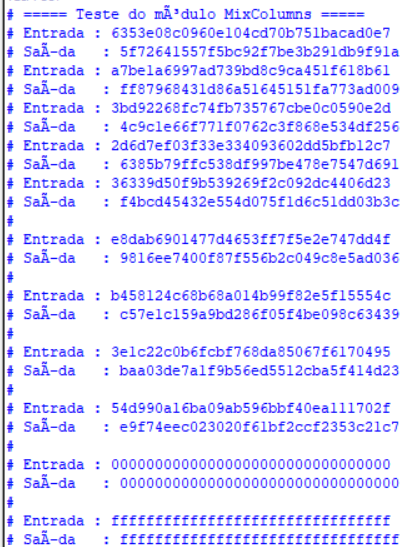 # ===== Teste do mÃ³dulo MixColumns =====
# Entrada : 6353e08c0960e104cd70b751bacad0e7
# SaÃ-da   : 5f72641557f5bc92f7be3b291db9f91a
# Entrada : a7be1a6997ad739bd8c9ca451f618b61
# SaÃ-da   : ff87968431d86a51645151fa773ad009
# Entrada : 3bd92268fc74fb735767cbe0c0590e2d
# SaÃ-da   : 4c9c1e66f771f0762c3f868e534df256
# Entrada : 2d6d7ef03f33e334093602dd5bfb12c7
# SaÃ-da   : 6385b79ffc538df997be478e7547d691
# Entrada : 36339d50f9b539269f2c092dc4406d23
# SaÃ-da   : f4bcd45432e554d075f1d6c51dd03b3c
#
# Entrada : e8dab6901477d4653ff7f5e2e747dd4f
# SaÃ-da   : 9816ee7400f87f556b2c049c8e5ad036
#
# Entrada : b458124c68b68a014b99f82e5f15554c
# SaÃ-da   : c57e1c159a9bd286f05f4be098c63439
#
# Entrada : 3e1c22c0b6fcbf768da85067f6170495
# SaÃ-da   : baa03de7a1f9b56ed5512cba5f414d23
#
# Entrada : 54d990a16ba09ab596bbf40ea111702f
# SaÃ-da   : e9f74eec023020f61bf2ccf2353c21c7
#
# Entrada : 00000000000000000000000000000000
# SaÃ-da   : 00000000000000000000000000000000
#
# Entrada : ffffffffffffffffffffffffffffffff
# SaÃ-da   : ffffffffffffffffffffffffffffffff